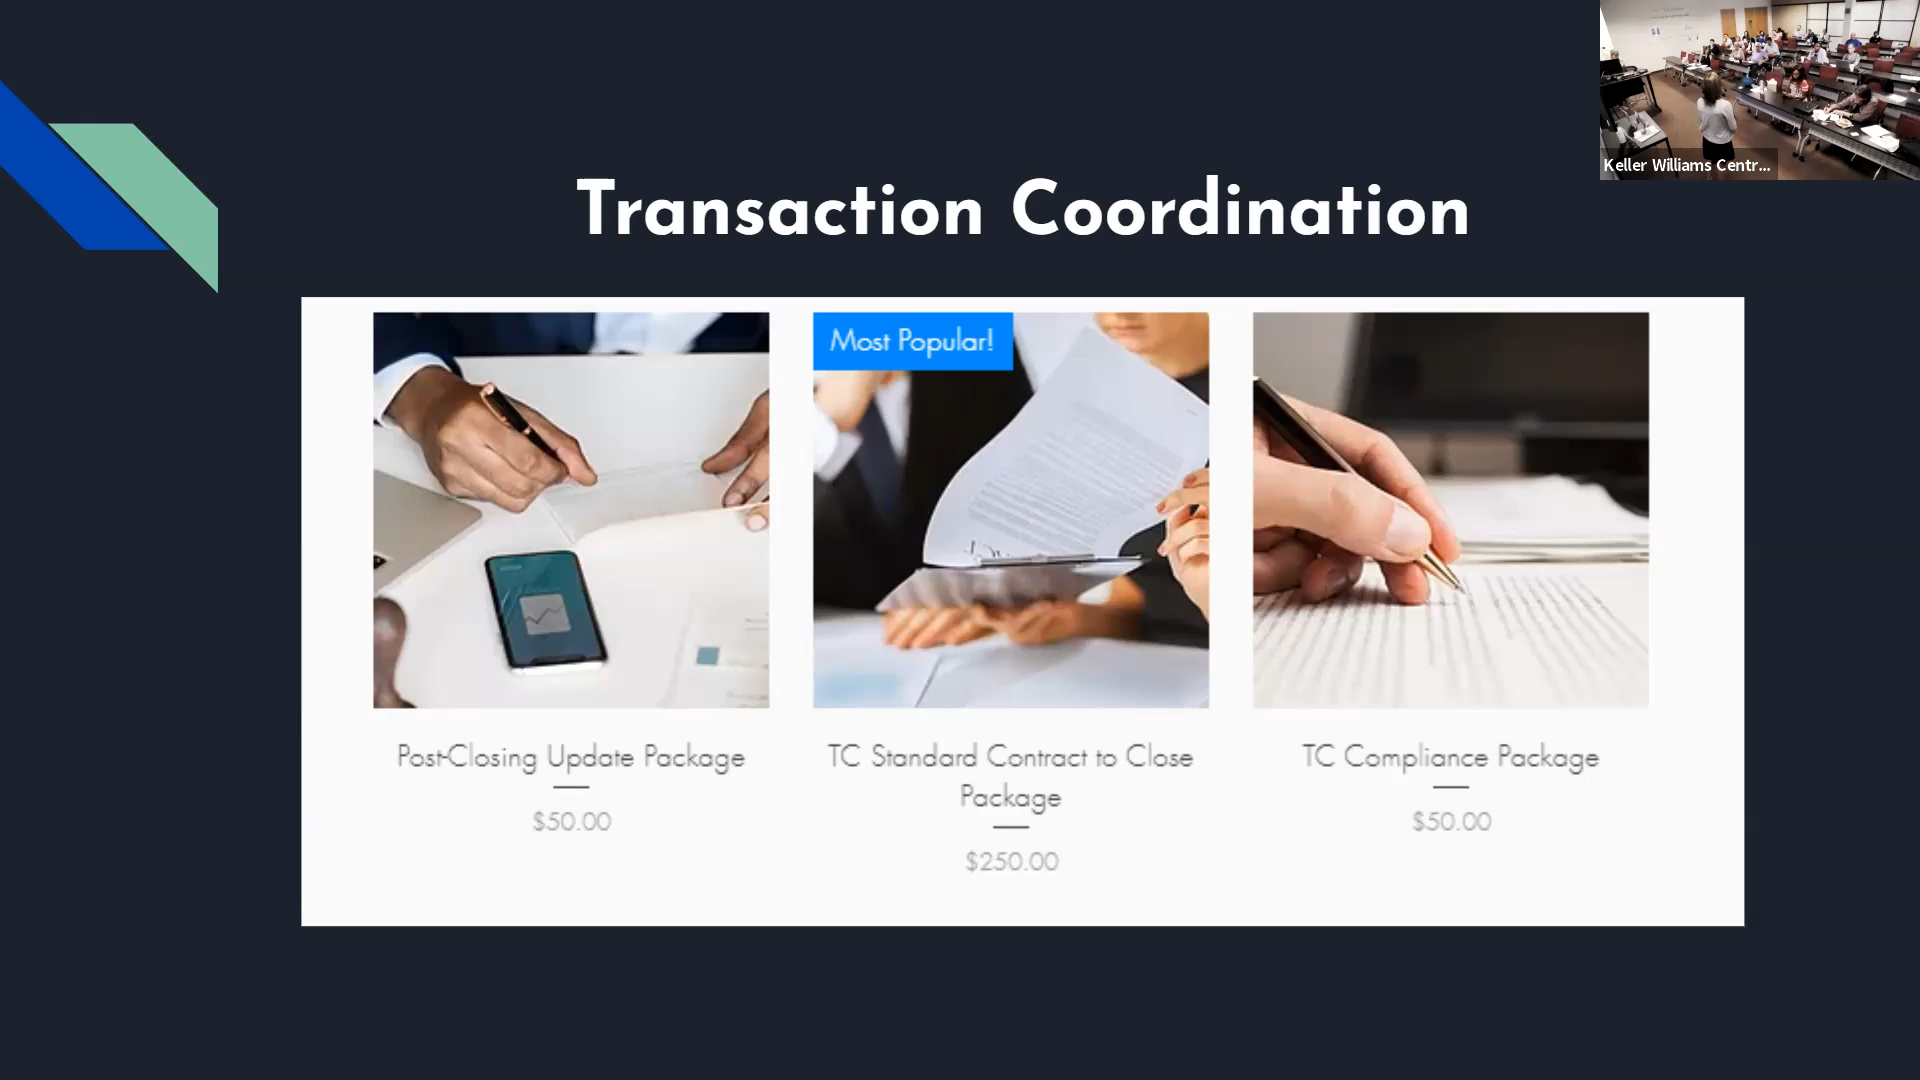 Keller Williams Centr...
Transaction Coordination
Most Popular!
Post-Closing Update Package
$50.00
TC Standard Contract to Close
Package
$250.00
TC Compliance Package
$50.00